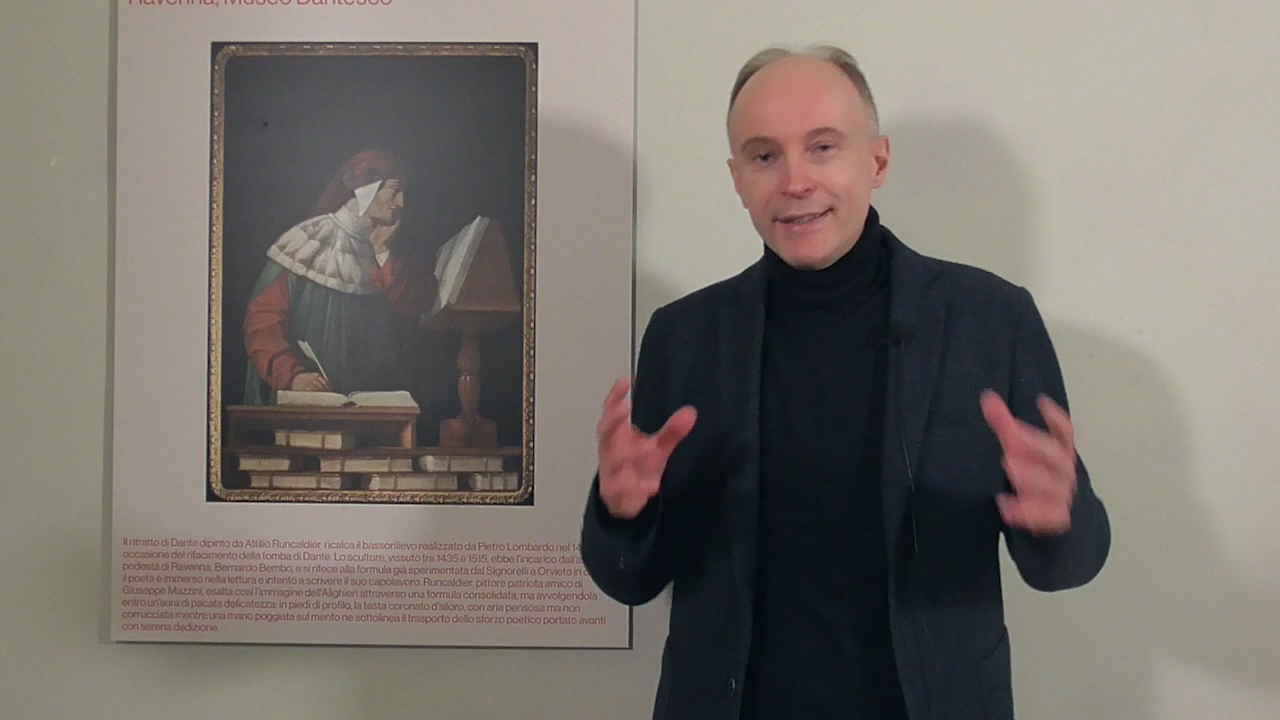 Ravenna, Museo Dantesco
Il ritratto di Dante dipinto da Attilio Runcaldier, ricalca il bassorilievo realizzato da Pietro Lombardo nel
occasione del rifacimento della tomba di Dante. Lo scultore, vissuto tra 1435 e 1515, ebbe l'incarico
podestà di Ravenna, Bernardo Bembo, e si rifece alla formula già sperimentata dal Signorelli a Orvieto in
il poeta è immerso nella lettura e intento a scrivere il suo capolavoro. Runcaldier, pittore patriota amico di
Giuseppe Mazzini, esalta così l'immagine dell'Alighieri attraverso una formula consolidata, ma avvolgendola
entro un'aura di pacata delicatezza: in piedi di profilo, la testa coronato d'alloro, con aria pensosa ma non
corrucciata mentre una mano poggiata sul mento ne sottolinea il trasporto dello sforzo poetico portato avanti
con serena dedizione.